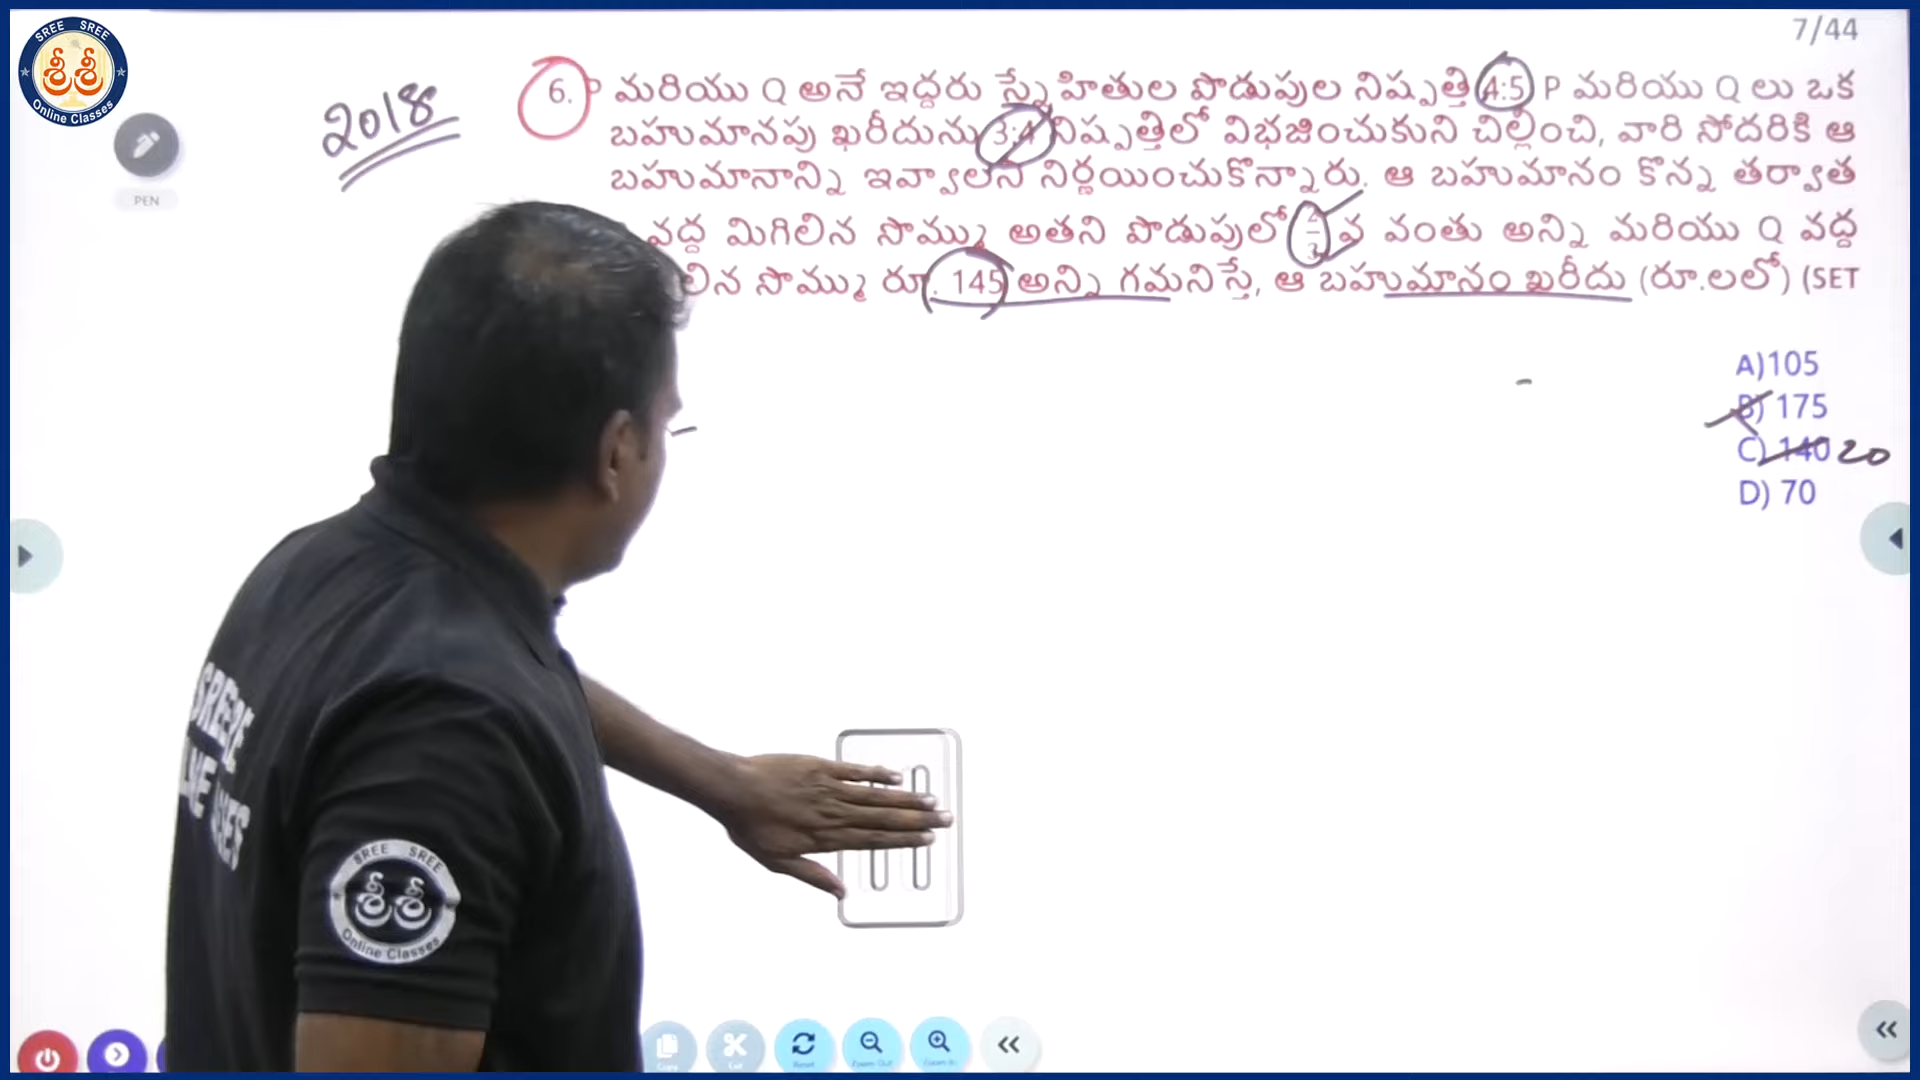 7/44
SREE SREE
శ్రీశ్రీ
Online Classes
2018
6. P మరియు Q అనే ఇద్దరు స్నేహితుల పొడుపుల నిష్పత్తి 4:5 P మరియు Q లు ఒక
బహుమానపు ఖరీదును 3:4 నిష్పత్తిలో విభజించుకుని చెల్లించి, వారి సోదరికి ఆ
బహుమానాన్ని ఇవ్వాలని నిర్ణయించుకొన్నారు. ఆ బహుమానం కొన్న తర్వాత
వద్ద మిగిలిన సొమ్ము అతని పొడుపులో 2/3 వ వంతు అన్ని మరియు Q వద్ద
లిన సొమ్ము రూ. 145 అన్ని గమనిస్తే, ఆ బహుమానం ఖరీదు (రూ.లలో) (SET
PEN
A)105
B) 175
C) 140 20
D) 70
SREE SREE
శ్రీశ్రీ
Online Classes